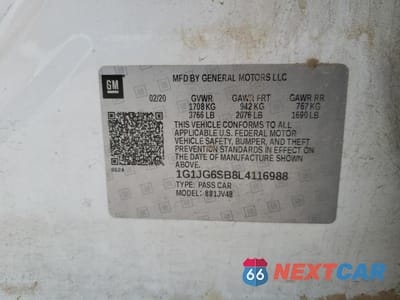 GM
MFD BY GENERAL MOTORS LLC
02/20 GVWR GAWR FRT GAWR RR
1708 KG 942 KG 767 KG
3766 LB 2076 LB 1690 LB
THIS VEHICLE CONFORMS TO ALL
APPLICABLE U.S. FEDERAL MOTOR
VEHICLE SAFETY, BUMPER, AND THEFT
PREVENTION STANDARDS IN EFFECT
ON THE DATE OF MANUFACTURE SHOWN
ABOVE.
1G1JG6SB8L4116988
TYPE: PASS CAR
MODEL:
66 NEXTCAR